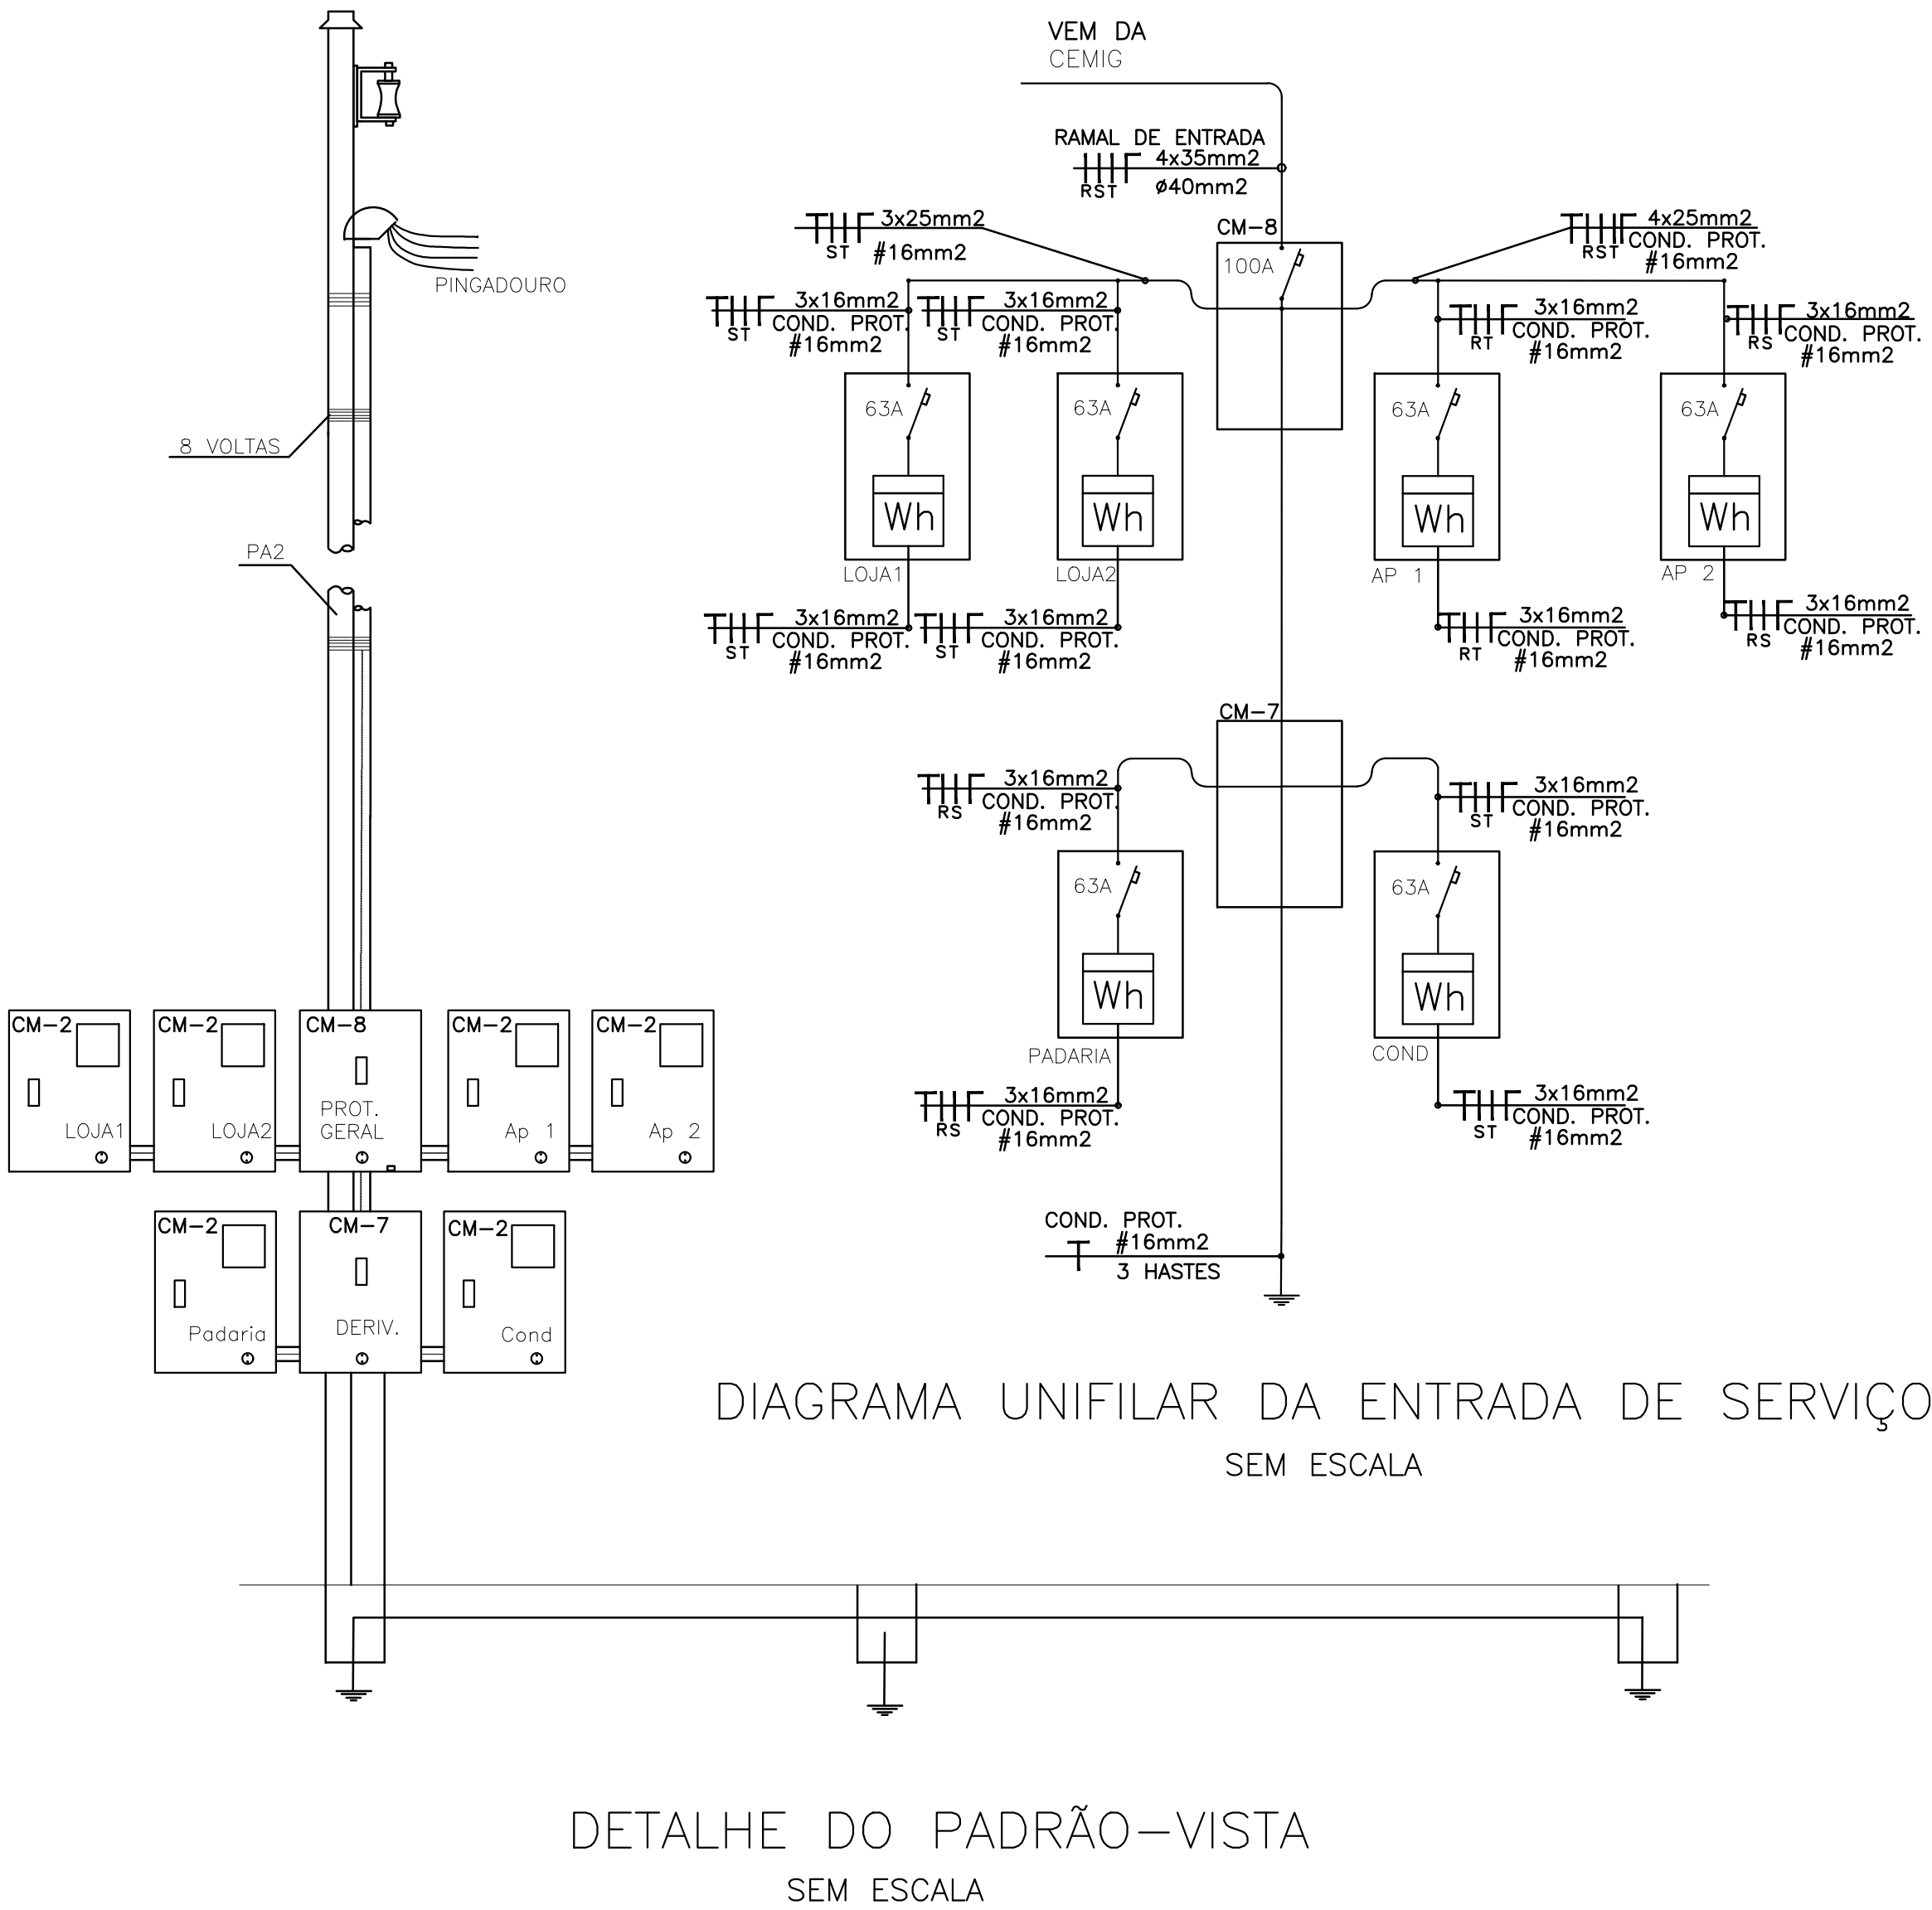 VEM DA
CEMIG
RAMAL DE ENTRADA
4x35mm2
RST
ø40mm2
3x25mm2
ST
#16mm2
CM-8
100A
4x25mm2
RST
COND. PROT.
#16mm2
PINGADOURO
3x16mm2
ST
COND. PROT.
#16mm2
3x16mm2
ST
COND. PROT.
#16mm2
3x16mm2
RT
COND. PROT.
#16mm2
3x16mm2
RS
COND. PROT.
#16mm2
63A
Wh
LOJA1
63A
Wh
LOJA2
63A
Wh
AP 1
63A
Wh
AP 2
8 VOLTAS
PA2
3x16mm2
ST
COND. PROT.
#16mm2
3x16mm2
ST
COND. PROT.
#16mm2
3x16mm2
RT
COND. PROT.
#16mm2
3x16mm2
RS
COND. PROT.
#16mm2
CM-7
3x16mm2
RS
COND. PROT.
#16mm2
3x16mm2
ST
COND. PROT.
#16mm2
63A
Wh
PADARIA
63A
Wh
COND
3x16mm2
RS
COND. PROT.
#16mm2
3x16mm2
ST
COND. PROT.
#16mm2
CM-2
LOJA1
CM-2
LOJA2
CM-8
PROT.
GERAL
CM-2
Ap 1
CM-2
Ap 2
CM-2
Padaria
CM-7
DERIV.
CM-2
Cond
COND. PROT.
#16mm2
3 HASTES
DIAGRAMA UNIFILAR DA ENTRADA DE SERVIÇO
SEM ESCALA
DETALHE DO PADRÃO-VISTA
SEM ESCALA